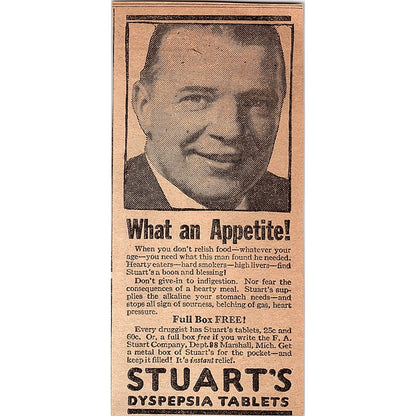 What an Appetite!
When you don't relish food—whatever your
age—you need what this man found he needed.
Hearty eaters—hard smokers—high livers—find
Stuart's a boon and blessing!
Don't give in to indigestion. Nor fear the
consequences of a hearty meal. Stuart's sup-
plies the alkaline your stomach needs—and
stops all sign of sourness, belching of gas, heart
pressure.
Full Box FREE!
Every druggist has Stuart's tablets, 25c and
60c. Or, a full box free if you write the F. A.
Stuart Company, Dept. 98 Marshall, Mich. Get
a metal box of Stuart's for the pocket—and
keep it filled! It's instant relief.
STUART'S
DYSPEPSIA TABLETS